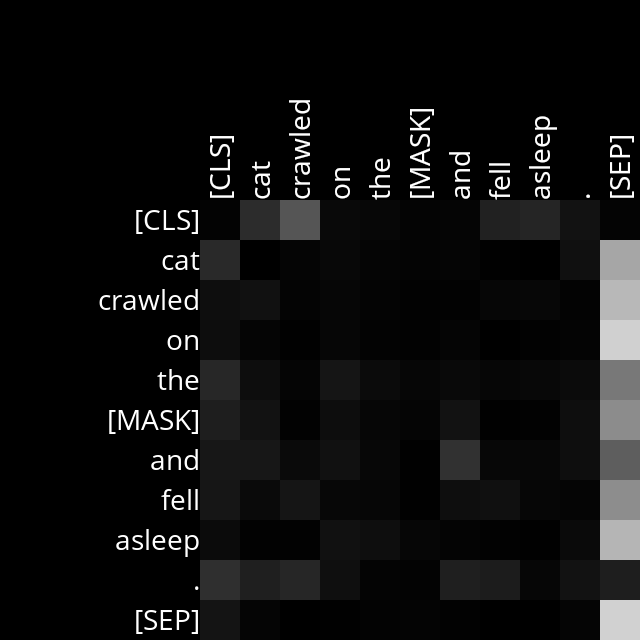 [CLS] cat crawled on the [MASK] and fell asleep . [SEP]
[CLS]
cat
crawled
on
the
[MASK]
and
fell
asleep
.
[SEP]